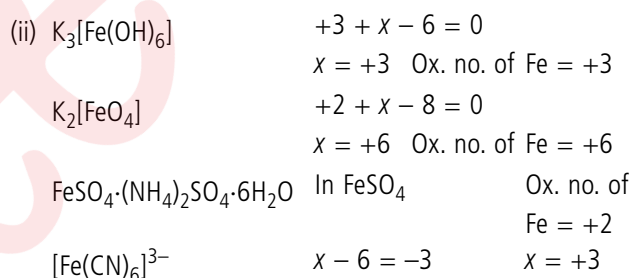 (ii) K₃[Fe(OH)₆] +3 + x – 6 = 0
x = +3 Ox. no. of Fe = +3
K₂[FeO₄] +2 + x – 8 = 0
x = +6 Ox. no. of Fe = +6
FeSO₄·(NH₄)₂SO₄·6H₂O In FeSO₄ Ox. no. of
Fe = +2
[Fe(CN)₆]³⁻ x – 6 = –3 x = +3